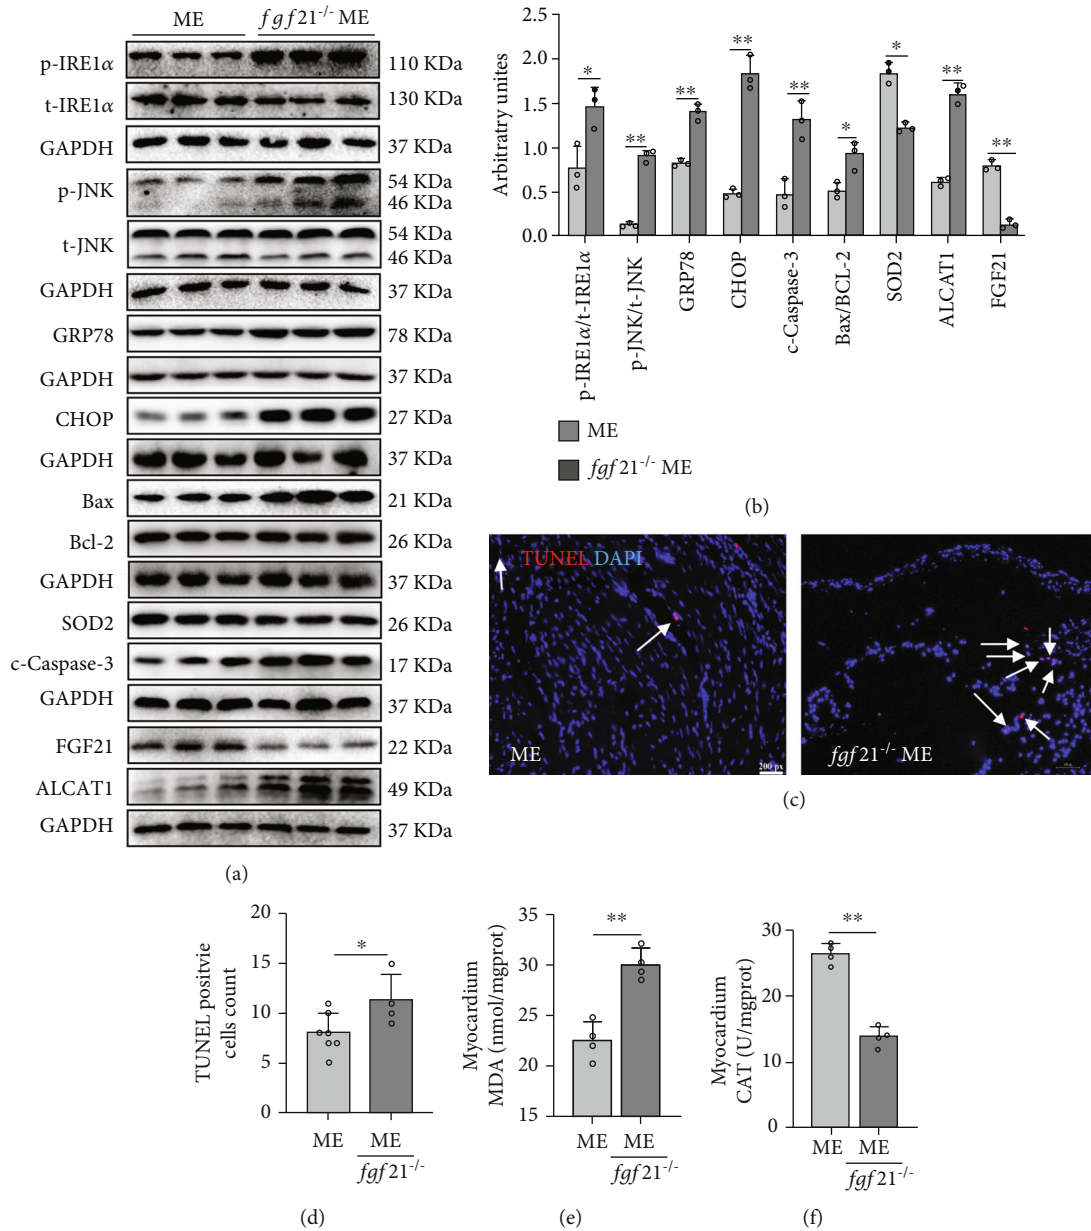 ME fgf21-/- ME
p-IRE1α 110 KDa
t-IRE1α 130 KDa
GAPDH 37 KDa
p-JNK 54 KDa
46 KDa
t-JNK 54 KDa
46 KDa
GAPDH 37 KDa
GRP78 78 KDa
GAPDH 37 KDa
CHOP 27 KDa
GAPDH 37 KDa
Bax 21 KDa
Bcl-2 26 KDa
GAPDH 37 KDa
SOD2 26 KDa
c-Caspase-3 17 KDa
GAPDH 37 KDa
FGF21 22 KDa
ALCAT1 49 KDa
GAPDH 37 KDa
(a)
Arbitratry unites
2.5
2.0
1.5
1.0
0.5
0.0
* ** ** ** ** * * ** **
p-IRE1α/t-IRE1α
p-JNK/t-JNK
GRP78
CHOP
c-Caspase-3
Bax/BCL-2
SOD2
ALCAT1
FGF21
ME
fgf21-/- ME
(b)
TUNEL DAPI
ME
200 px
fgf21-/- ME
(c)
TUNEL positvie
cells count
20
15
10
5
0
*
ME ME
fgf21-/-
(d)
Myocardium
MDA (nmol/mgprot)
35
30
25
20
15
**
ME ME
fgf21-/-
(e)
Myocardium
CAT (U/mgprot)
30
20
10
0
**
ME ME
fgf21-/-
(f)